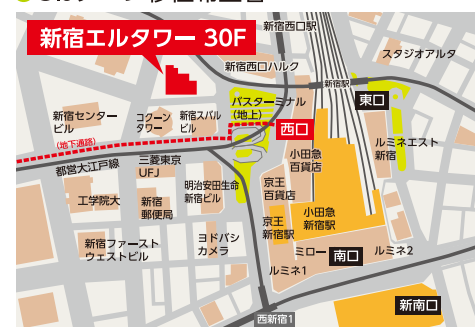 新宿西口駅
新宿エルタワー 30F
スタジオアルタ
新宿西口ハルク
新宿駅
バスターミナル
(地上)
東口
新宿センター
ビル
コクーン
タワー
新宿スバル
ビル
西口
(地下通路)
ルミネエスト
新宿
小田急
百貨店
都営大江戸線
三菱東京
UFJ
京王
百貨店
明治安田生命
新宿ビル
工学院大
新宿
郵便局
小田急
新宿駅
京王
新宿駅
新宿ファースト
ウェストビル
ヨドバシ
カメラ
ミロード
南口
ルミネ2
ルミネ1
新南口
西新宿1